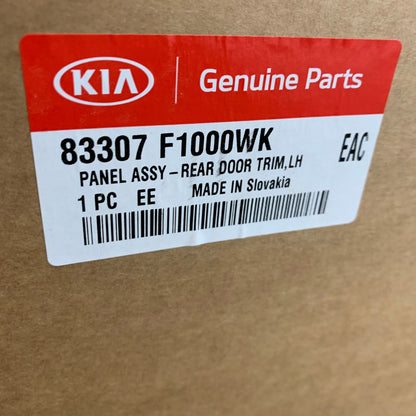 KIA Genuine Parts
83307 F1000WK
EAC
PANEL ASSY-REAR DOOR TRIM,LH
1 PC EE MADE IN Slovakia